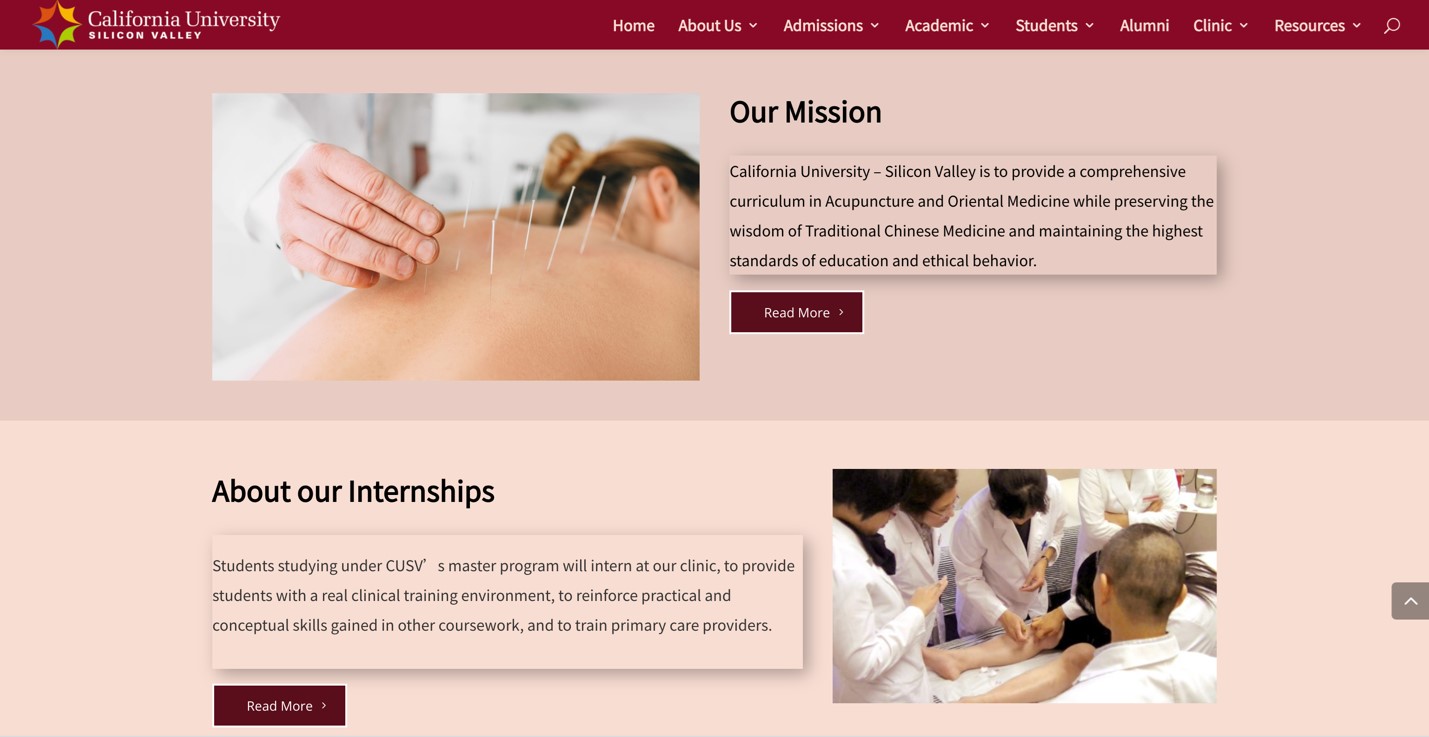 California University
SILICON VALLEY
Home
About Us
Admissions
Academic
Students
Alumni
Clinic
Resources
Our Mission
California University – Silicon Valley is to provide a comprehensive
curriculum in Acupuncture and Oriental Medicine while preserving the
wisdom of Traditional Chinese Medicine and maintaining the highest
standards of education and ethical behavior.
Read More
About our Internships
Students studying under CUSV’s master program will intern at our clinic, to provide
students with a real clinical training environment, to reinforce practical and
conceptual skills gained in other coursework, and to train primary care providers.
Read More